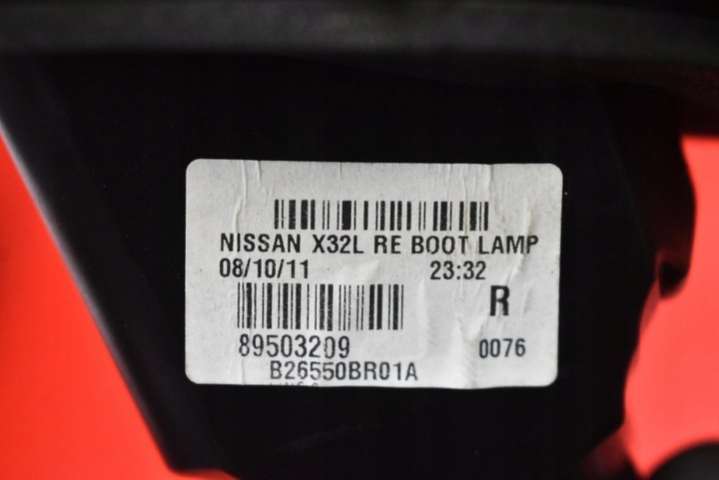 NISSAN X32L RE BOOT LAMP
08/10/11 23:32
R
89503209 0076
B26550BR01A